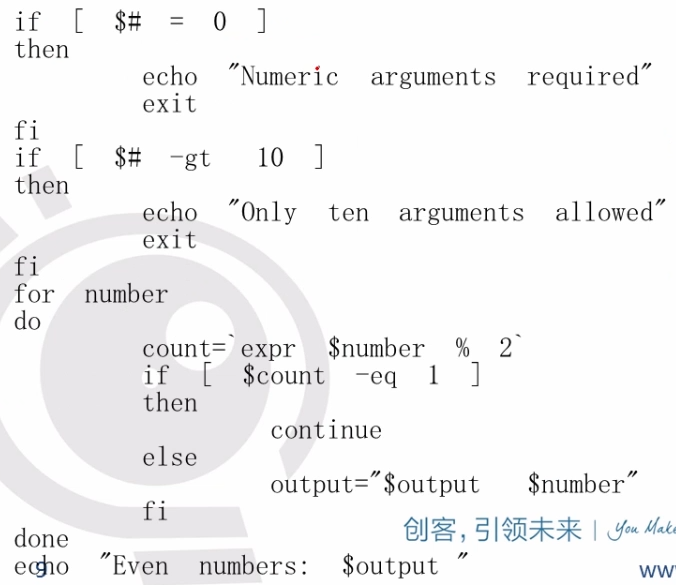 if [ $# = 0 ]
then
echo "Numeric arguments required"
exit
fi
if [ $# -gt 10 ]
then
echo "Only ten arguments allowed"
exit
fi
for number
do
count=`expr $number % 2`
if [ $count -eq 1 ]
then
continue
else
output="$output $number"
fi
创客,引领未来 | You Make
done
echo "Even numbers: $output "
9
www